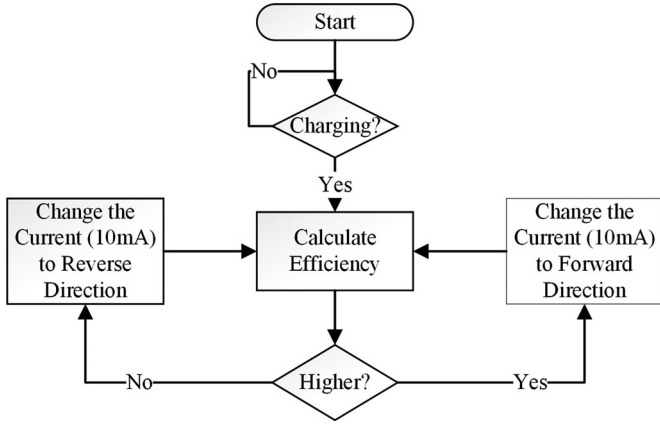 Start
No
Charging?
Yes
Change the
Current (10mA)
to Reverse
Direction
Calculate
Efficiency
Change the
Current (10mA)
to Forward
Direction
No
Higher?
Yes